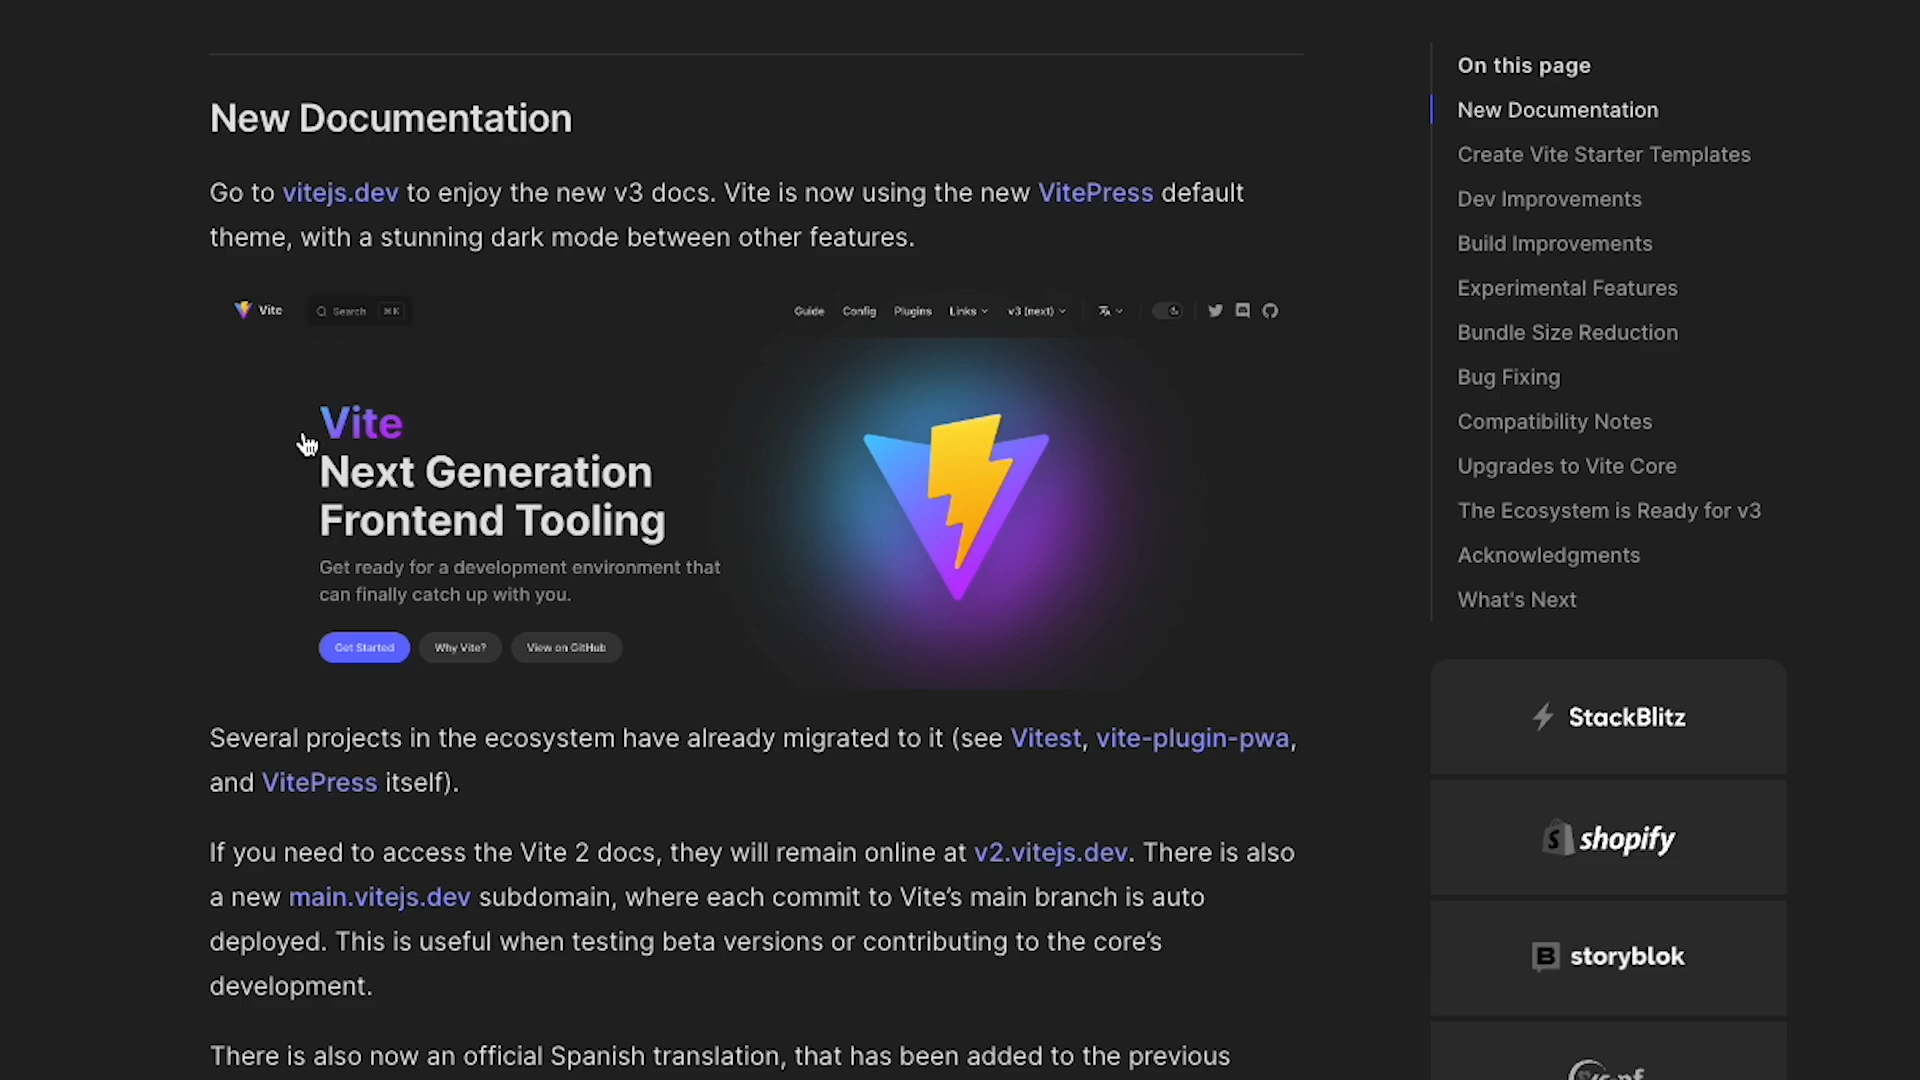 New Documentation
Go to vitejs.dev to enjoy the new v3 docs. Vite is now using the new VitePress default
theme, with a stunning dark mode between other features.
Vite Search ⌘K Guide Config Plugins Links v3 (next)
Vite
Next Generation
Frontend Tooling
Get ready for a development environment that
can finally catch up with you.
Get Started Why Vite? View on GitHub
Several projects in the ecosystem have already migrated to it (see Vitest, vite-plugin-pwa,
and VitePress itself).
If you need to access the Vite 2 docs, they will remain online at v2.vitejs.dev. There is also
a new main.vitejs.dev subdomain, where each commit to Vite’s main branch is auto
deployed. This is useful when testing beta versions or contributing to the core’s
development.
There is also now an official Spanish translation, that has been added to the previous
On this page
New Documentation
Create Vite Starter Templates
Dev Improvements
Build Improvements
Experimental Features
Bundle Size Reduction
Bug Fixing
Compatibility Notes
Upgrades to Vite Core
The Ecosystem is Ready for v3
Acknowledgments
What's Next
StackBlitz
shopify
storyblok